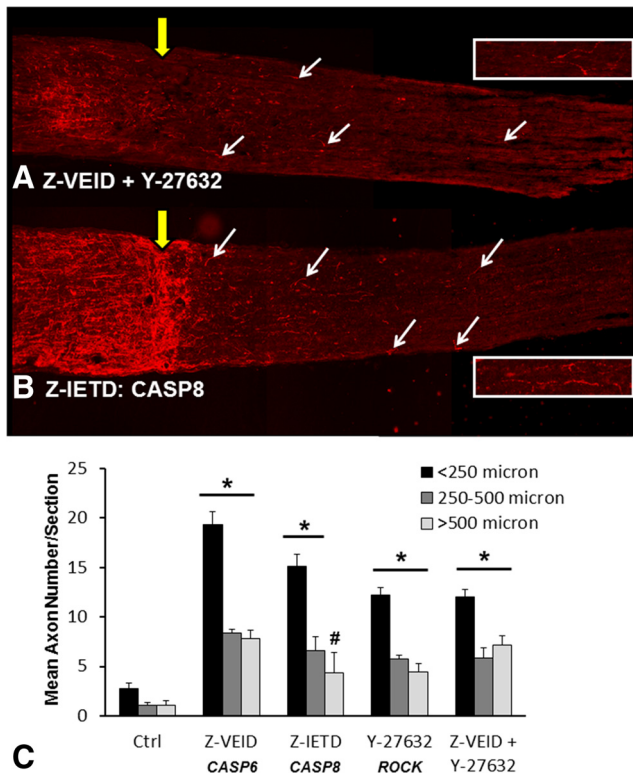 A Z-VEID + Y-27632
B Z-IETD: CASP8
Mean Axon Number/Section
25
20
15
10
5
0
<250 micron
250-500 micron
>500 micron
*
*
#
*
*
Ctrl
Z-VEID
CASP6
Z-IETD
CASP8
Y-27632
ROCK
Z-VEID +
Y-27632
C